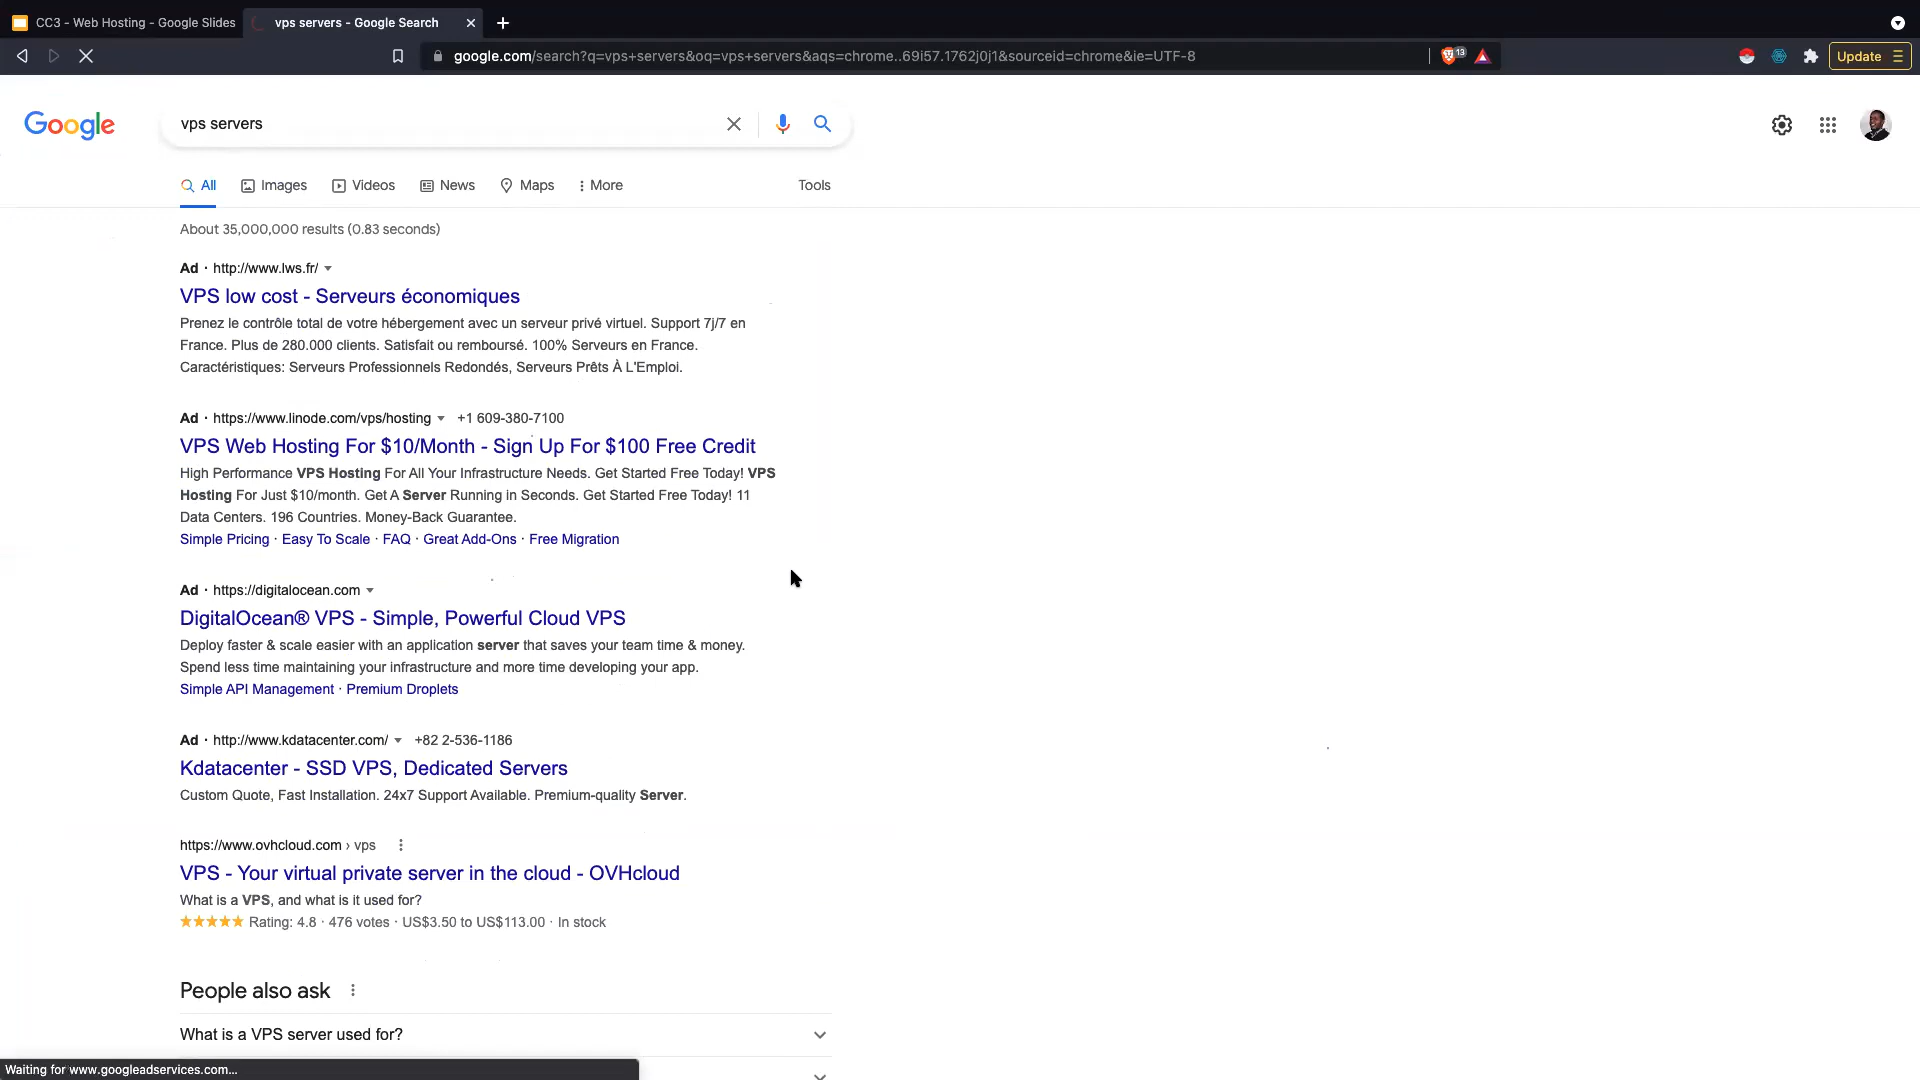 CC3 - Web Hosting - Google Slides
vps servers - Google Search
google.com/search?q=vps+servers&oq=vps+servers&aqs=chrome..69i57.1762j0j1&sourceid=chrome&ie=UTF-8
13
Update
Google
vps servers
All
Images
Videos
News
Maps
More
Tools
About 35,000,000 results (0.83 seconds)
Ad · http://www.lws.fr/
VPS low cost - Serveurs économiques
Prenez le contrôle total de votre hébergement avec un serveur privé virtuel. Support 7j/7 en
France. Plus de 280.000 clients. Satisfait ou remboursé. 100% Serveurs en France.
Caractéristiques: Serveurs Professionnels Redondés, Serveurs Prêts À L'Emploi.
Ad · https://www.linode.com/vps/hosting +1 609-380-7100
VPS Web Hosting For $10/Month - Sign Up For $100 Free Credit
High Performance VPS Hosting For All Your Infrastructure Needs. Get Started Free Today! VPS
Hosting For Just $10/month. Get A Server Running in Seconds. Get Started Free Today! 11
Data Centers. 196 Countries. Money-Back Guarantee.
Simple Pricing · Easy To Scale · FAQ · Great Add-Ons · Free Migration
Ad · https://digitalocean.com
DigitalOcean® VPS - Simple, Powerful Cloud VPS
Deploy faster & scale easier with an application server that saves your team time & money.
Spend less time maintaining your infrastructure and more time developing your app.
Simple API Management · Premium Droplets
Ad · http://www.kdatacenter.com/ +82 2-536-1186
Kdatacenter - SSD VPS, Dedicated Servers
Custom Quote, Fast Installation. 24x7 Support Available. Premium-quality Server.
https://www.ovhcloud.com › vps
VPS - Your virtual private server in the cloud - OVHcloud
What is a VPS, and what is it used for?
Rating: 4.8 · 476 votes · US$3.50 to US$113.00 · In stock
People also ask
What is a VPS server used for?
Waiting for www.googleadservices.com...